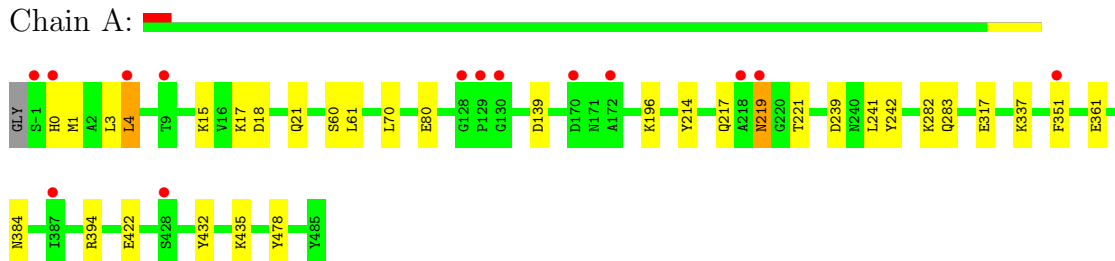 Chain A:
GLY S-1 H0 M1 A2 L3 L4 T9 K15 V16 K17 D18 Q21 S60 L61 L70 E80 G128 P129 G130 D139 D170 N171 A172 K196 Y214 Q217 A218 N219 G220 T221 D239 N240 L241 Y242 K282 Q283 E317 K337 F351 E361
N384 I387 R394 E422 S428 Y432 K435 Y478 Y485